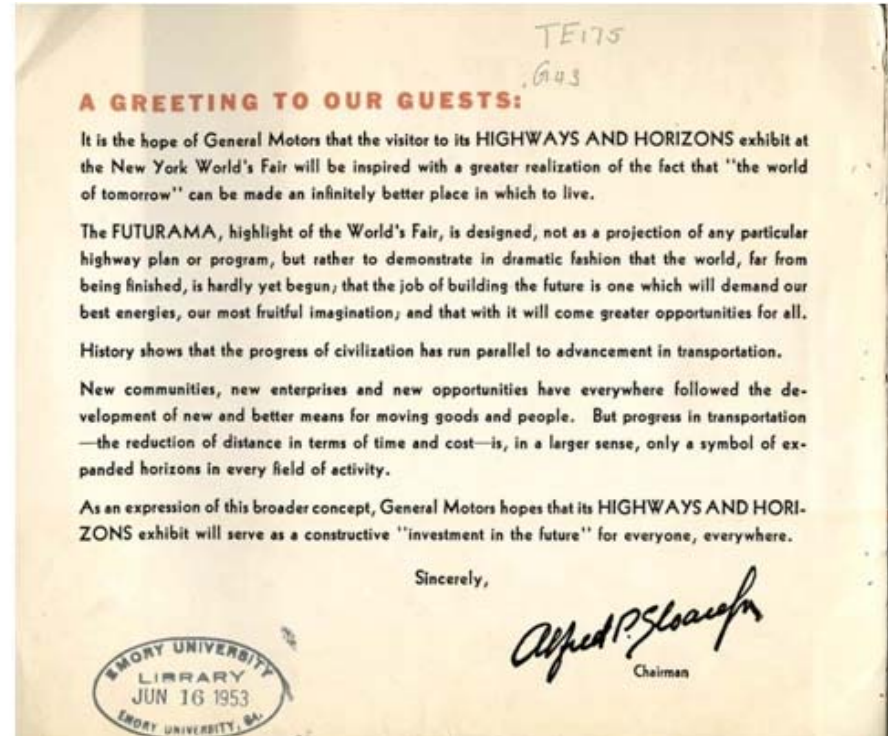 TE175
.G43
A GREETING TO OUR GUESTS:
It is the hope of General Motors that the visitor to its HIGHWAYS AND HORIZONS exhibit at
the New York World's Fair will be inspired with a greater realization of the fact that "the world
of tomorrow" can be made an infinitely better place in which to live.
The FUTURAMA, highlight of the World's Fair, is designed, not as a projection of any particular
highway plan or program, but rather to demonstrate in dramatic fashion that the world, far from
being finished, is hardly yet begun; that the job of building the future is one which will demand our
best energies, our most fruitful imagination; and that with it will come greater opportunities for all.
History shows that the progress of civilization has run parallel to advancement in transportation.
New communities, new enterprises and new opportunities have everywhere followed the de-
velopment of new and better means for moving goods and people. But progress in transportation
—the reduction of distance in terms of time and cost—is, in a larger sense, only a symbol of ex-
panded horizons in every field of activity.
As an expression of this broader concept, General Motors hopes that its HIGHWAYS AND HORI-
ZONS exhibit will serve as a constructive "investment in the future" for everyone, everywhere.
Sincerely,
Alfred P. Sloan Jr
Chairman
EMORY UNIVERSITY
LIBRARY
JUN 16 1953
EMORY UNIVERSITY, GA.